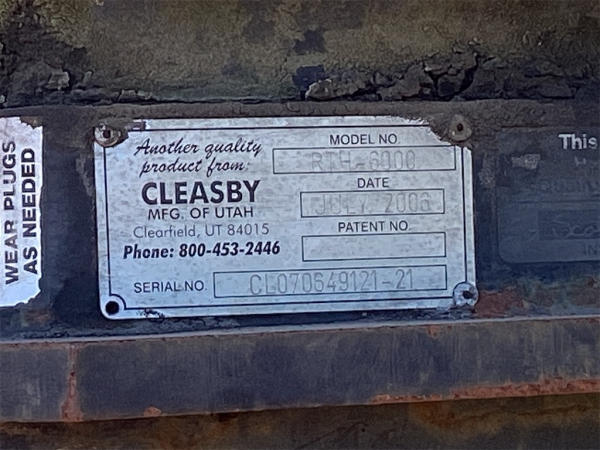 WEAR PLUGS
AS NEEDED
Another quality
product from:
CLEASBY
MFG. OF UTAH
Clearfield, UT 84015
Phone: 800-453-2446
MODEL NO.
RTH-6000
DATE
JULY 2006
PATENT NO.
SERIAL NO.
CL070649121-21
This